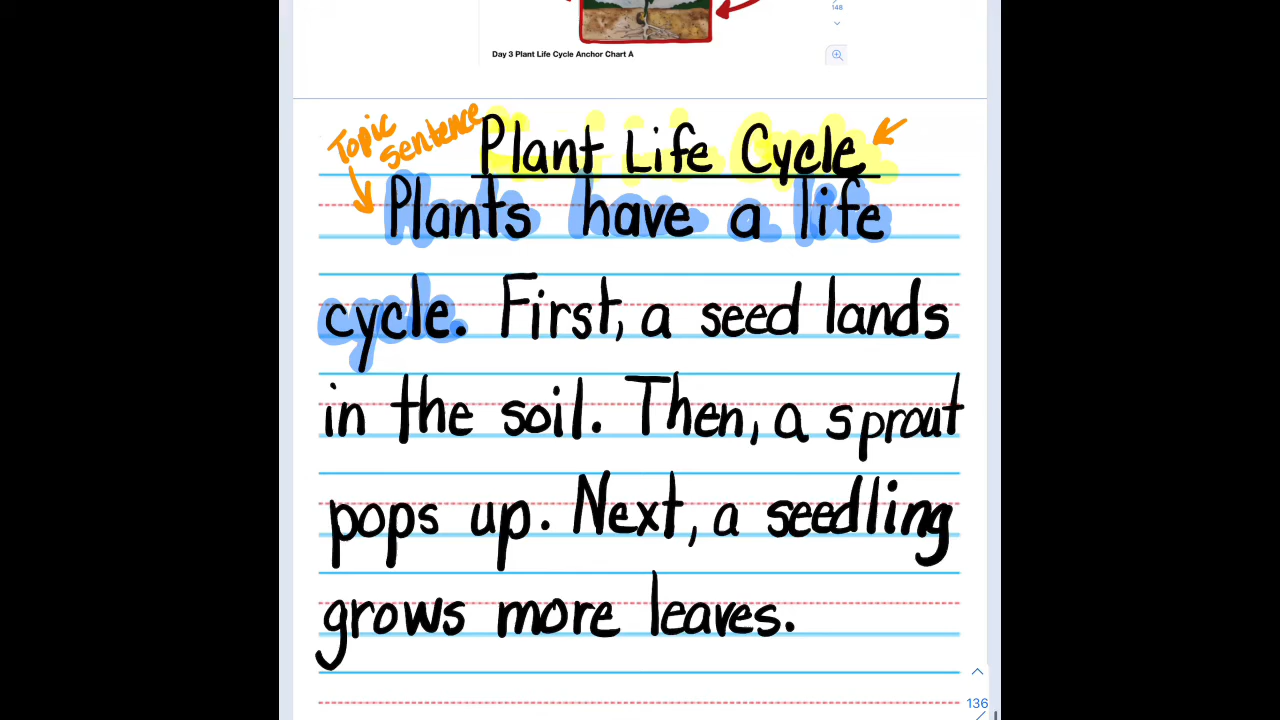 148
Day 3 Plant Life Cycle Anchor Chart A
Topic
sentence
Plant Life Cycle
Plants have a life
cycle. First, a seed lands
in the soil. Then, a sprout
pops up. Next, a seedling
grows more leaves.
136